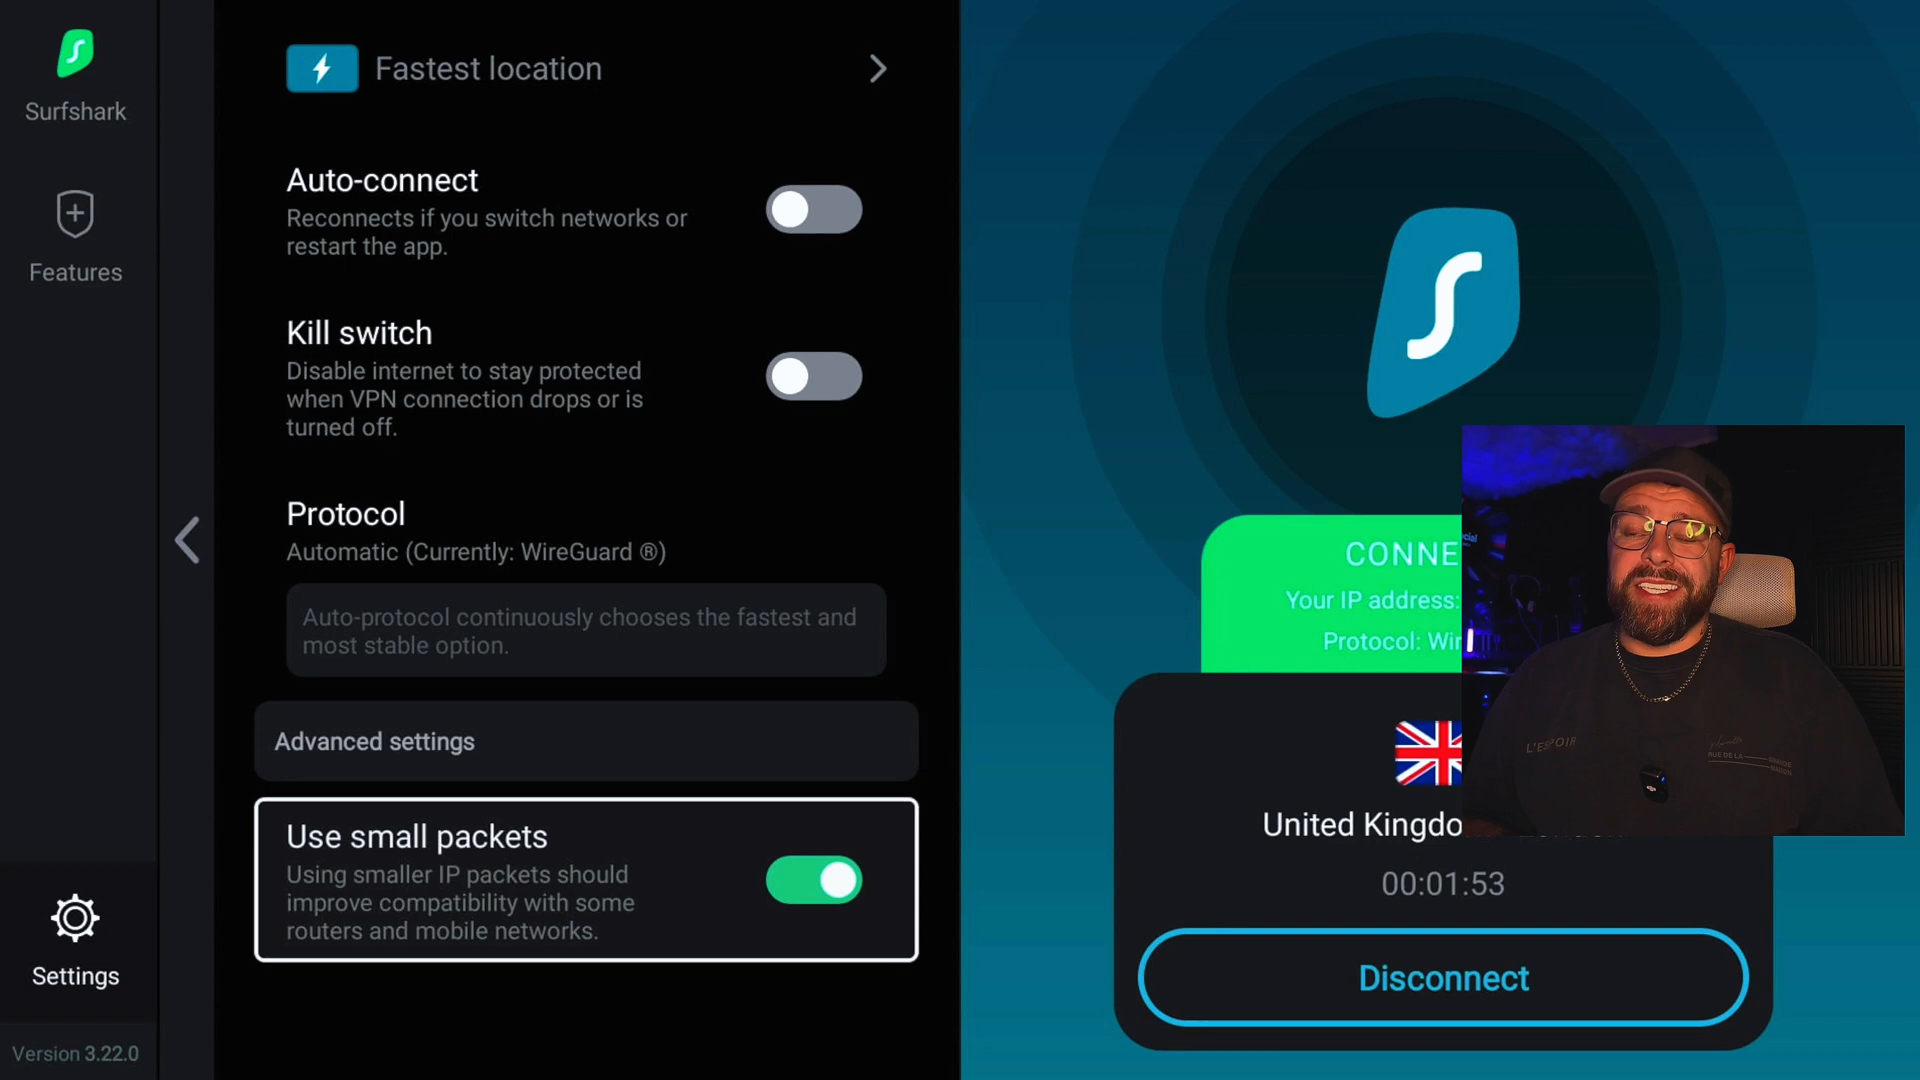 Surfshark
Features
Settings
Version 3.22.0
Fastest location
Auto-connect
Reconnects if you switch networks or
restart the app.
Kill switch
Disable internet to stay protected
when VPN connection drops or is
turned off.
Protocol
Automatic (Currently: WireGuard ®)
Auto-protocol continuously chooses the fastest and
most stable option.
Advanced settings
Use small packets
Using smaller IP packets should
improve compatibility with some
routers and mobile networks.
CONNE
Your IP address:
Protocol: Wi
United Kingdo
00:01:53
Disconnect
L'ESPOIR
RUE DE LA